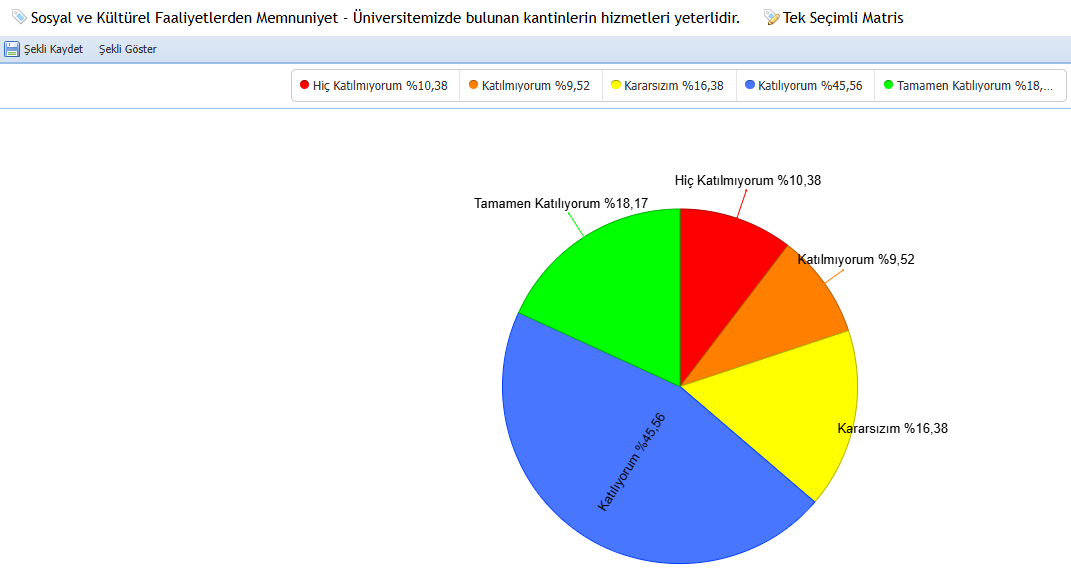 Sosyal ve Kültürel Faaliyetlerden Memnuniyet - Üniversitemizde bulunan kantinlerin hizmetleri yeterlidir. Tek Seçimli Matris
Şekli Kaydet Şekli Göster
Hiç Katılmıyorum %10,38 Katılmıyorum %9,52 Kararsızım %16,38 Katılıyorum %45,56 Tamamen Katılıyorum %18,...
Hiç Katılmıyorum %10,38
Tamamen Katılıyorum %18,17
Katılmıyorum %9,52
Kararsızım %16,38
Katılıyorum %45,56